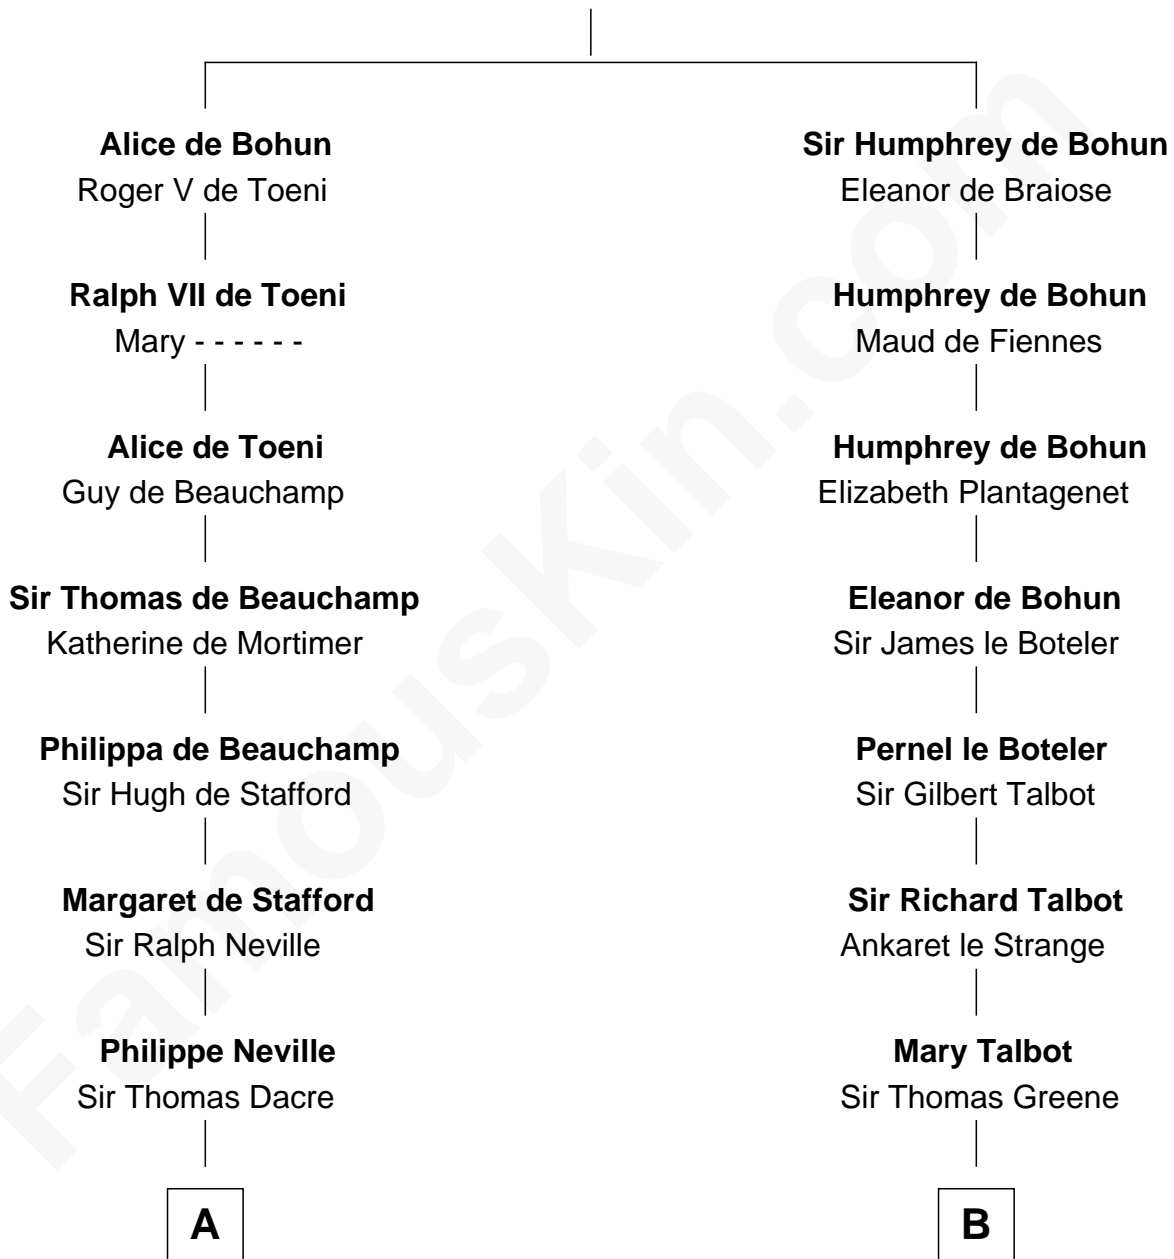 Alice de Bohun
Roger V de Toeni
Ralph VII de Toeni
Mary - - - - - -
Alice de Toeni
Guy de Beauchamp
Sir Thomas de Beauchamp
Katherine de Mortimer
Philippa de Beauchamp
Sir Hugh de Stafford
Margaret de Stafford
Sir Ralph Neville
Philippe Neville
Sir Thomas Dacre
A
Sir Humphrey de Bohun
Eleanor de Braiose
Humphrey de Bohun
Maud de Fiennes
Humphrey de Bohun
Elizabeth Plantagenet
Eleanor de Bohun
Sir James le Boteler
Pernel le Boteler
Sir Gilbert Talbot
Sir Richard Talbot
Ankaret le Strange
Mary Talbot
Sir Thomas Greene
B
FamousKin.com